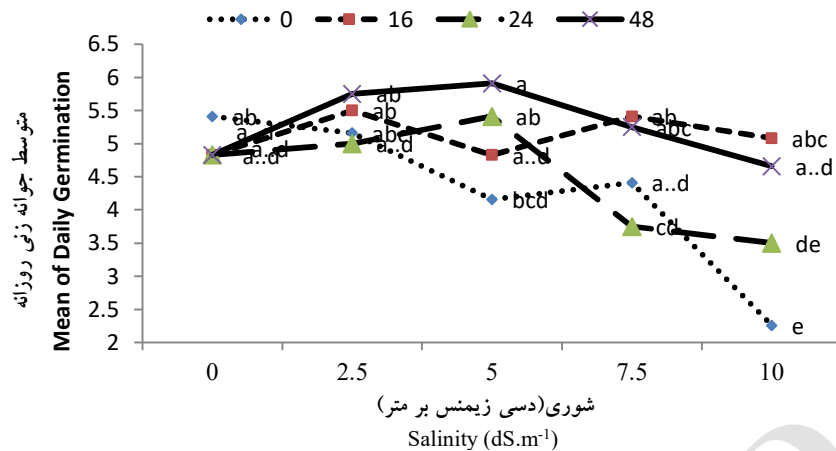 0 16 24 48
متوسط جوانه زنی روزانه
Mean of Daily Germination
6.5
6
5.5
5
4.5
4
3.5
3
2.5
2
ab
a..d
a..d
a..d
ab
ab
ab
a..d
a
ab
a..d
bcd
ab
abc
a..d
cd
abc
a..d
de
e
0 2.5 5 7.5 10
شوری(دسی زیمنس بر متر)
Salinity (dS.m-1)